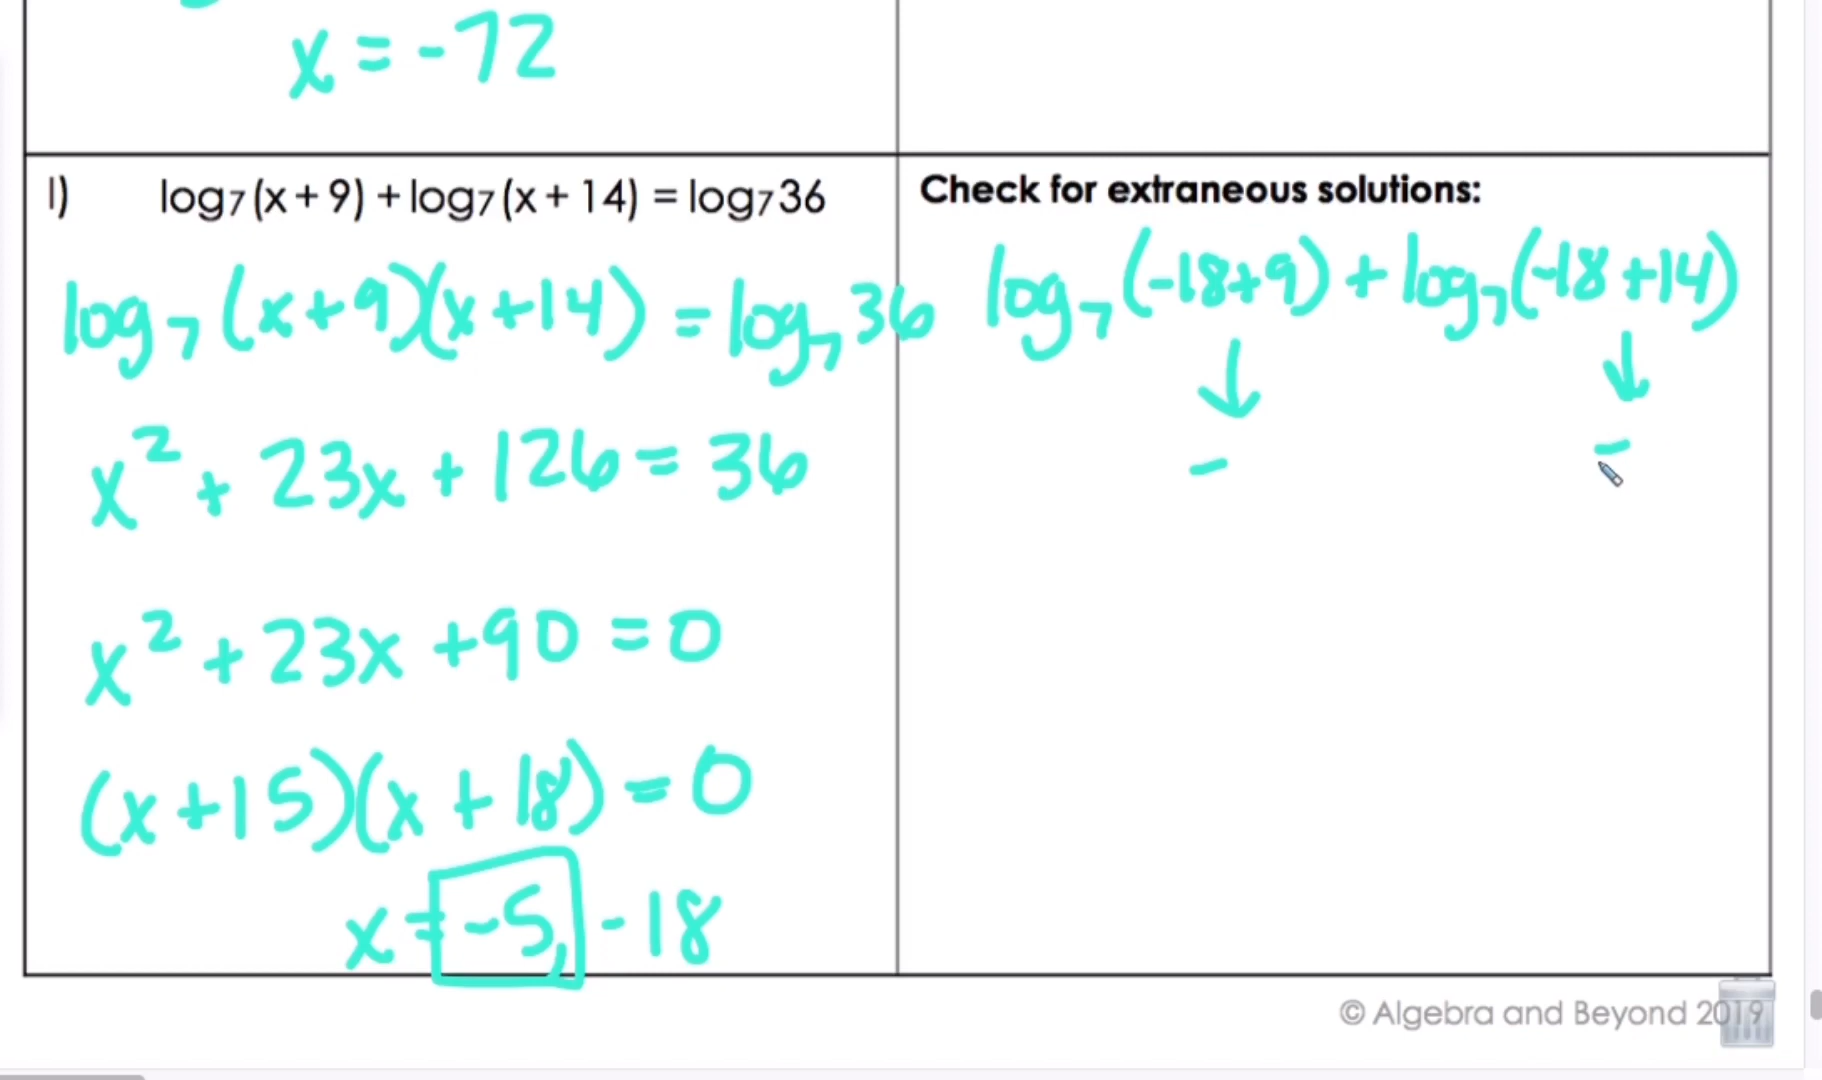 x = -72
l) log₇(x + 9) + log₇(x + 14) = log₇36
log₇(x+9)(x+14) = log₇36
x² + 23x + 126 = 36
x² + 23x + 90 = 0
(x+15)(x+18) = 0
x = -5, -18
Check for extraneous solutions:
log₇(-18+9) + log₇(-18+14)
↓ ↓
- -
© Algebra and Beyond 2019